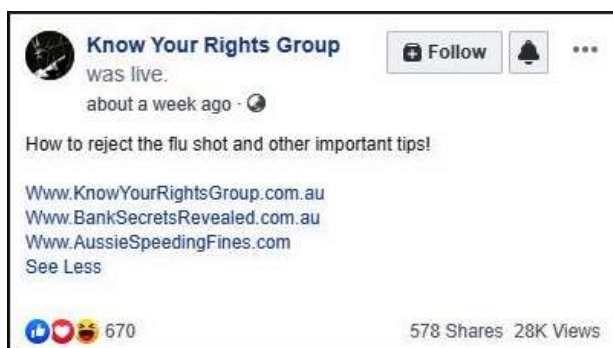 Know Your Rights Group
Follow
was live.
about a week ago ·
How to reject the flu shot and other important tips!
Www.KnowYourRightsGroup.com.au
Www.BankSecretsRevealed.com.au
Www.AussieSpeedingFines.com
See Less
670 578 Shares 28K Views